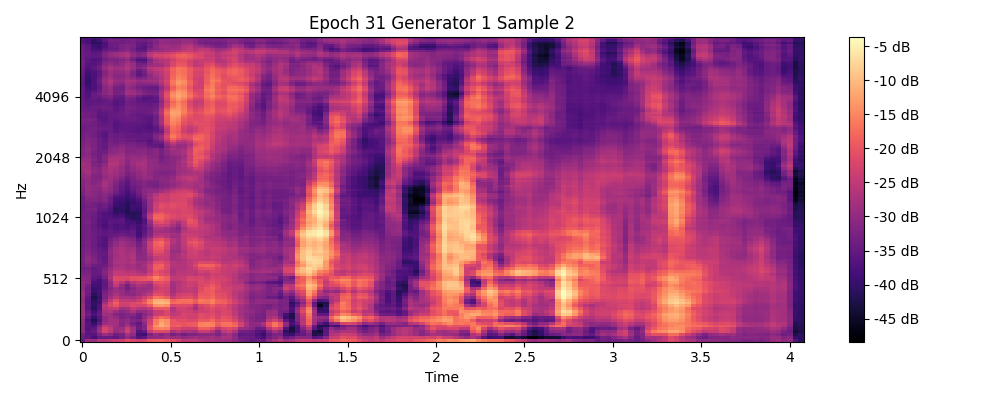 Epoch 31 Generator 1 Sample 2
Hz
4096
2048
1024
512
0
0
0.5
1
1.5
2
2.5
3
3.5
4
Time
-5 dB
-10 dB
-15 dB
-20 dB
-25 dB
-30 dB
-35 dB
-40 dB
-45 dB